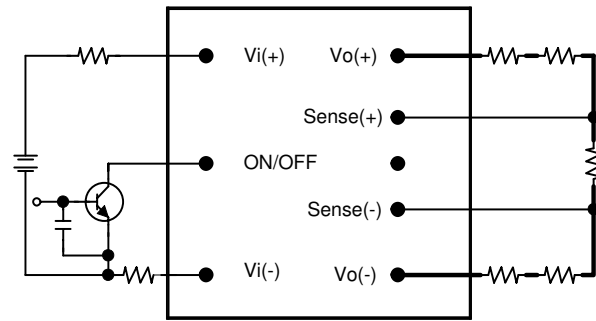 Vi(+) Vo(+)
Sense(+)
ON/OFF
Sense(-)
Vi(-) Vo(-)